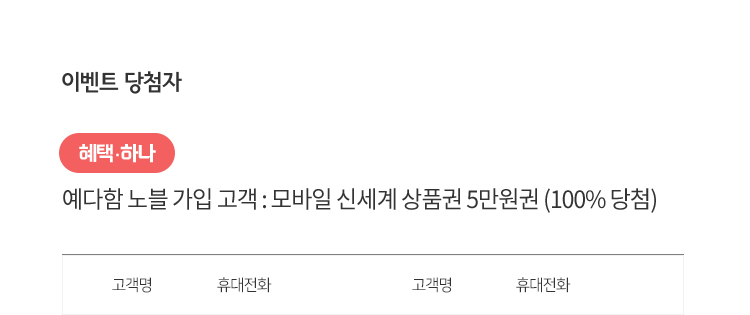 이벤트 당첨자
혜택·하나
예다함 노블 가입 고객 : 모바일 신세계 상품권 5만원권 (100% 당첨)
고객명 휴대전화 고객명 휴대전화